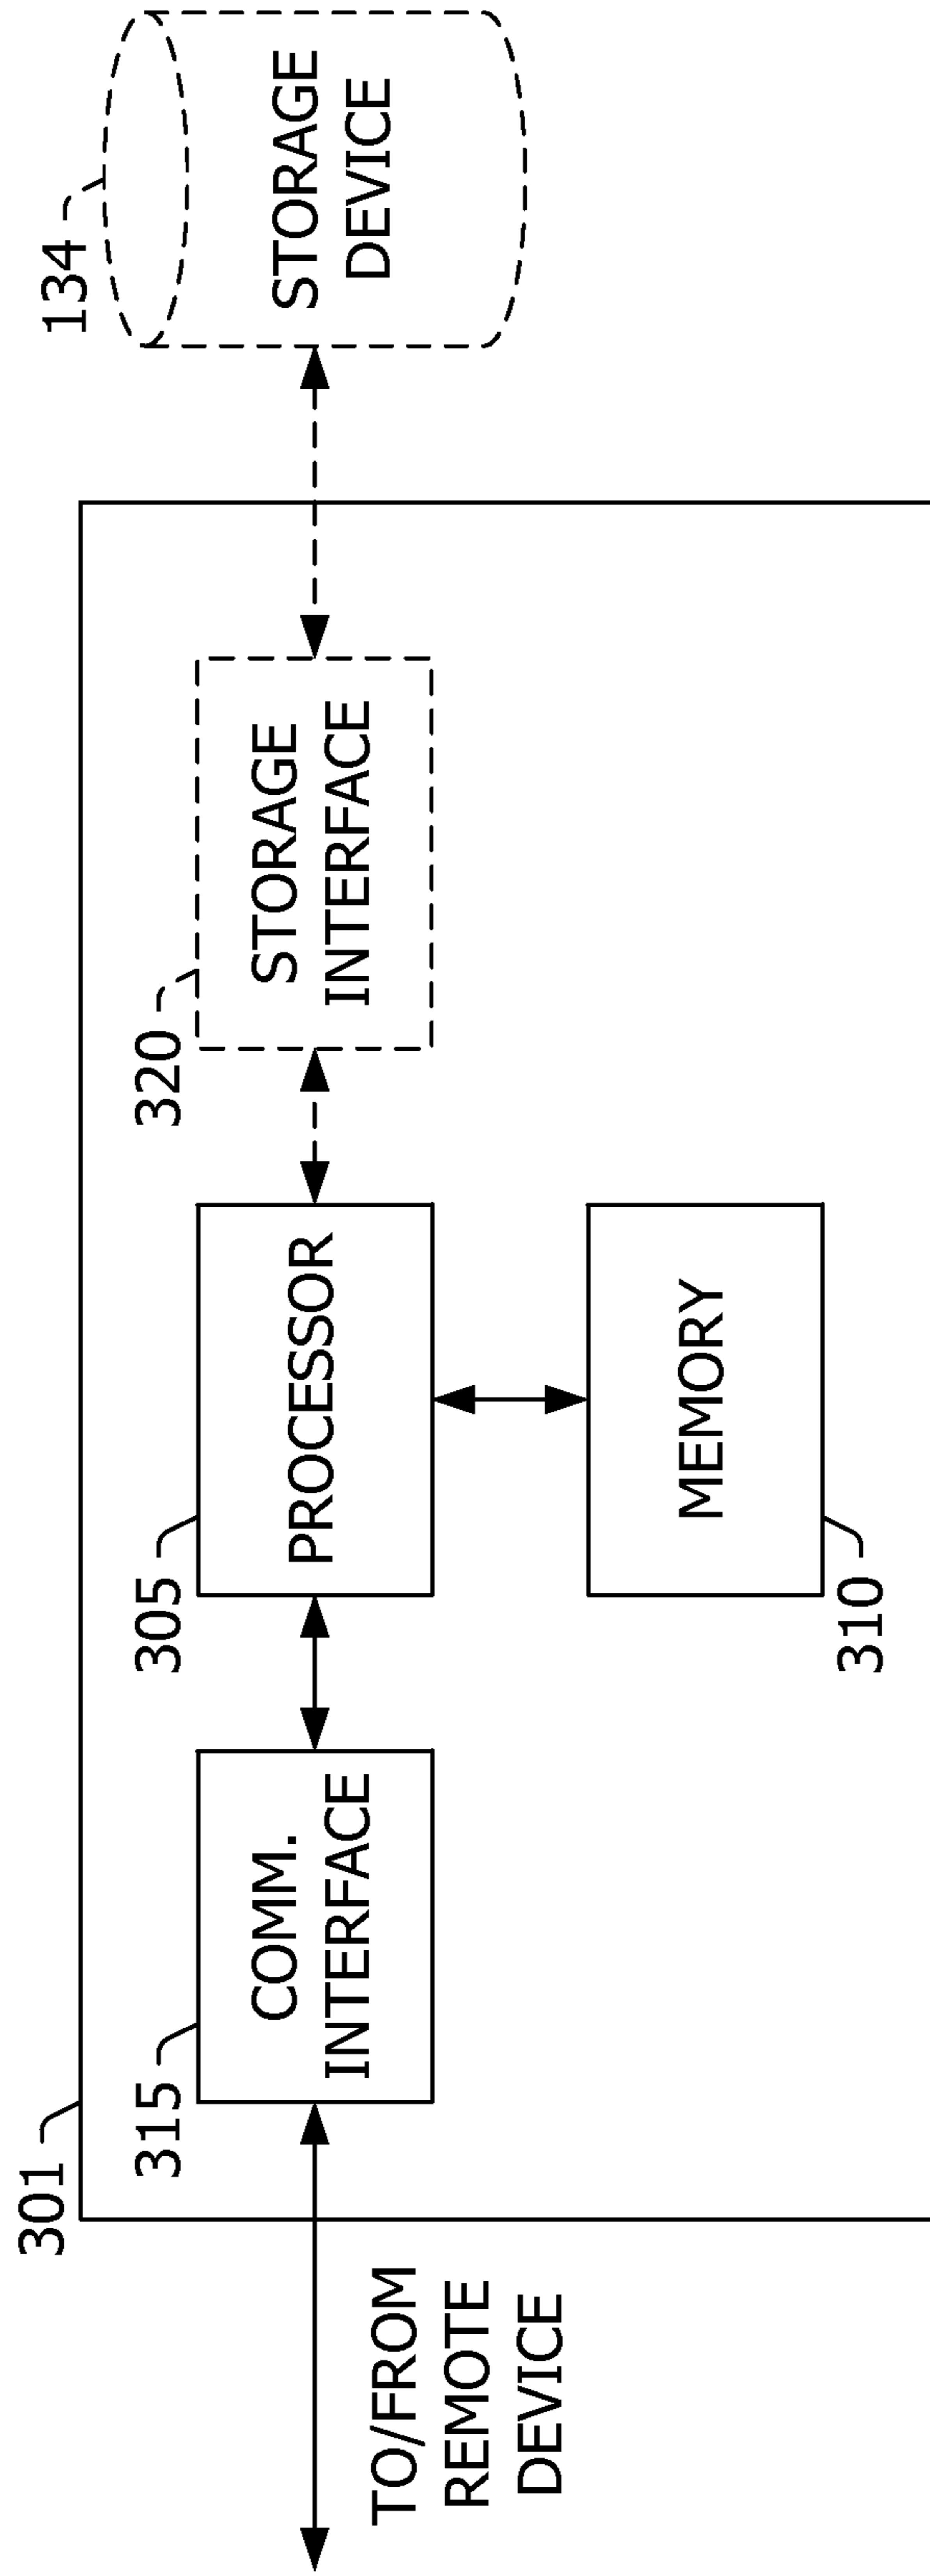 301
315
COMM.
INTERFACE
305
PROCESSOR
320
STORAGE
INTERFACE
134
STORAGE
DEVICE
TO/FROM
REMOTE
DEVICE
MEMORY
310